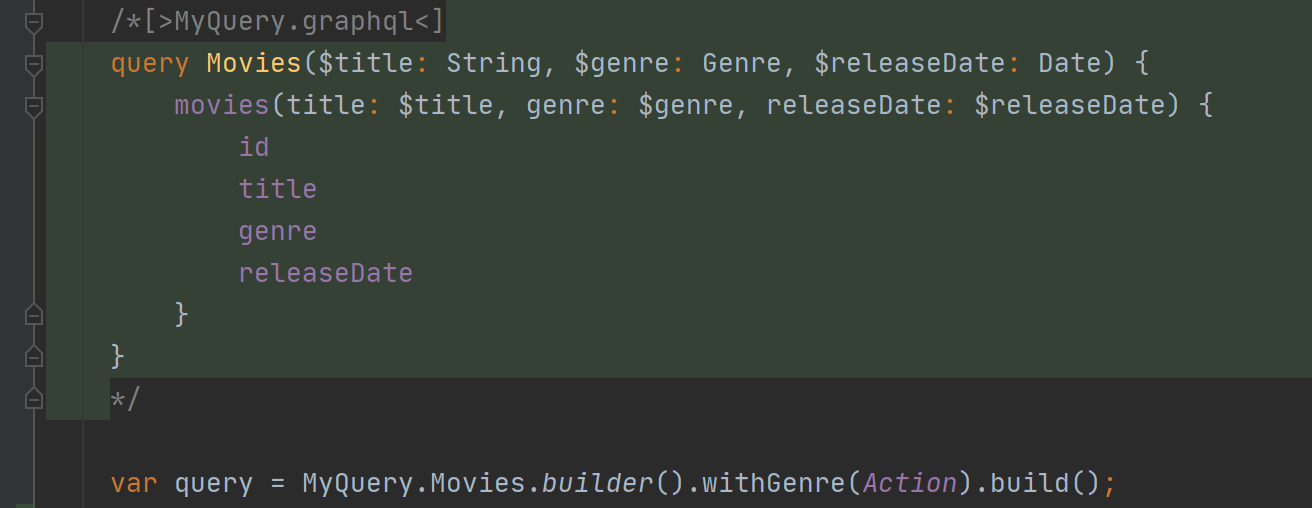 /*[>MyQuery.graphql<]
query Movies($title: String, $genre: Genre, $releaseDate: Date) {
    movies(title: $title, genre: $genre, releaseDate: $releaseDate) {
        id
        title
        genre
        releaseDate
    }
}
*/
var query = MyQuery.Movies.builder().withGenre(Action).build();